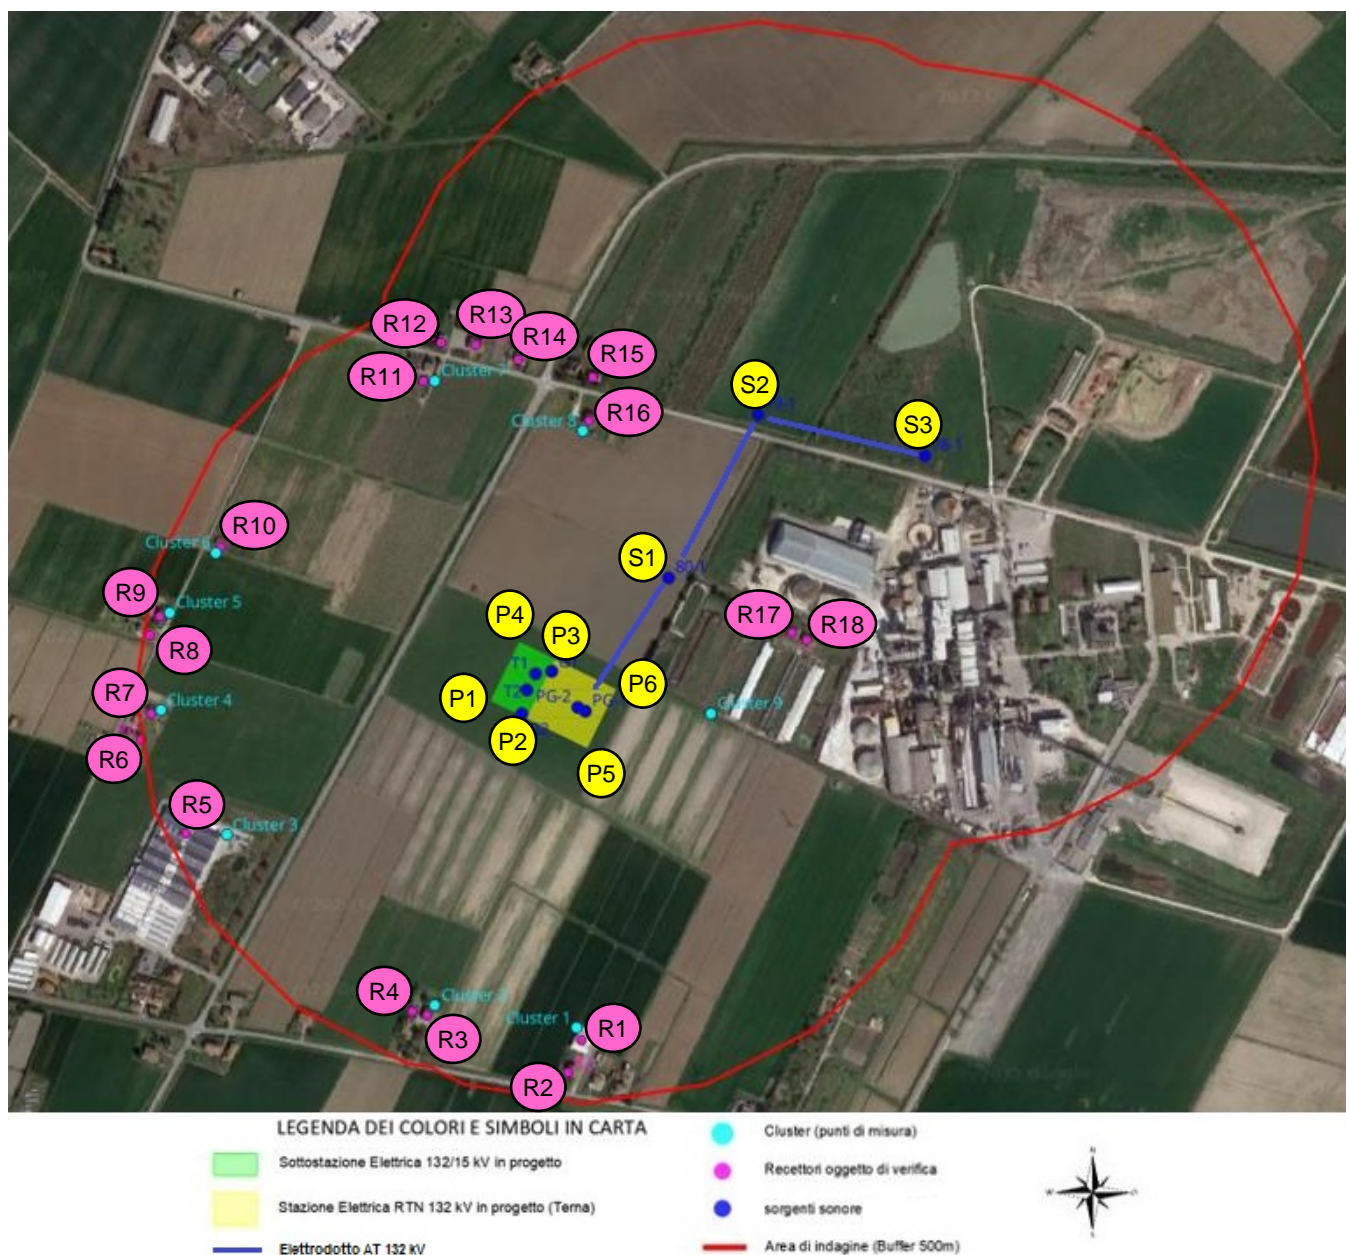 R12
R13
R14
R15
R11
Cluster 7
R16
Cluster 8
S2
S3
R10
Cluster 6
S1
80/1
R9
Cluster 5
R8
R17
R18
P4
P3
T1
T2
PG-2
PG
P6
P1
P2
P5
R7
Cluster 4
R6
Cluster 9
R5
Cluster 3
R4
Cluster 2
R3
Cluster 1
R1
R2
LEGENDA DEI COLORI E SIMBOLI IN CARTA
Sottostazione Elettrica 132/15 kV in progetto
Stazione Elettrica RTN 132 kV in progetto (Terna)
Elettrodotto AT 132 kV
Cluster (punti di misura)
Recettori oggetto di verifica
sorgenti sonore
Area di indagine (Buffer 500m)
N
S